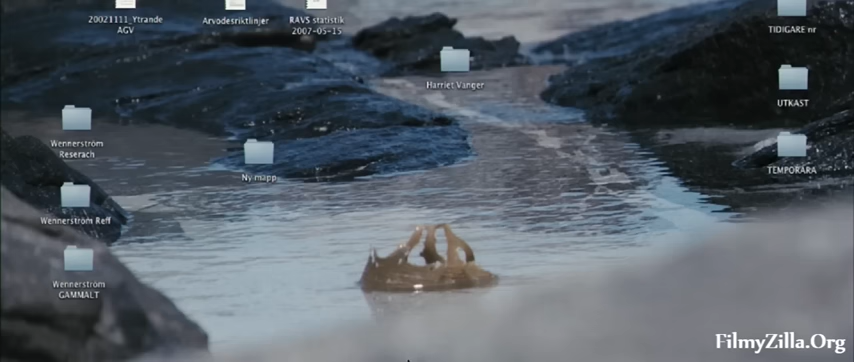 20021111_Ytrande
AGV
Arvodesriktlinjer
RAVS statistik
2007-05-15
TIDIGARE nr
Harriet Vanger
UTKAST
Wennerström
Reserach
Ny mapp
TEMPORÄRA
Wennerström Reff
Wennerström
GAMMALT
FilmyZilla.Org